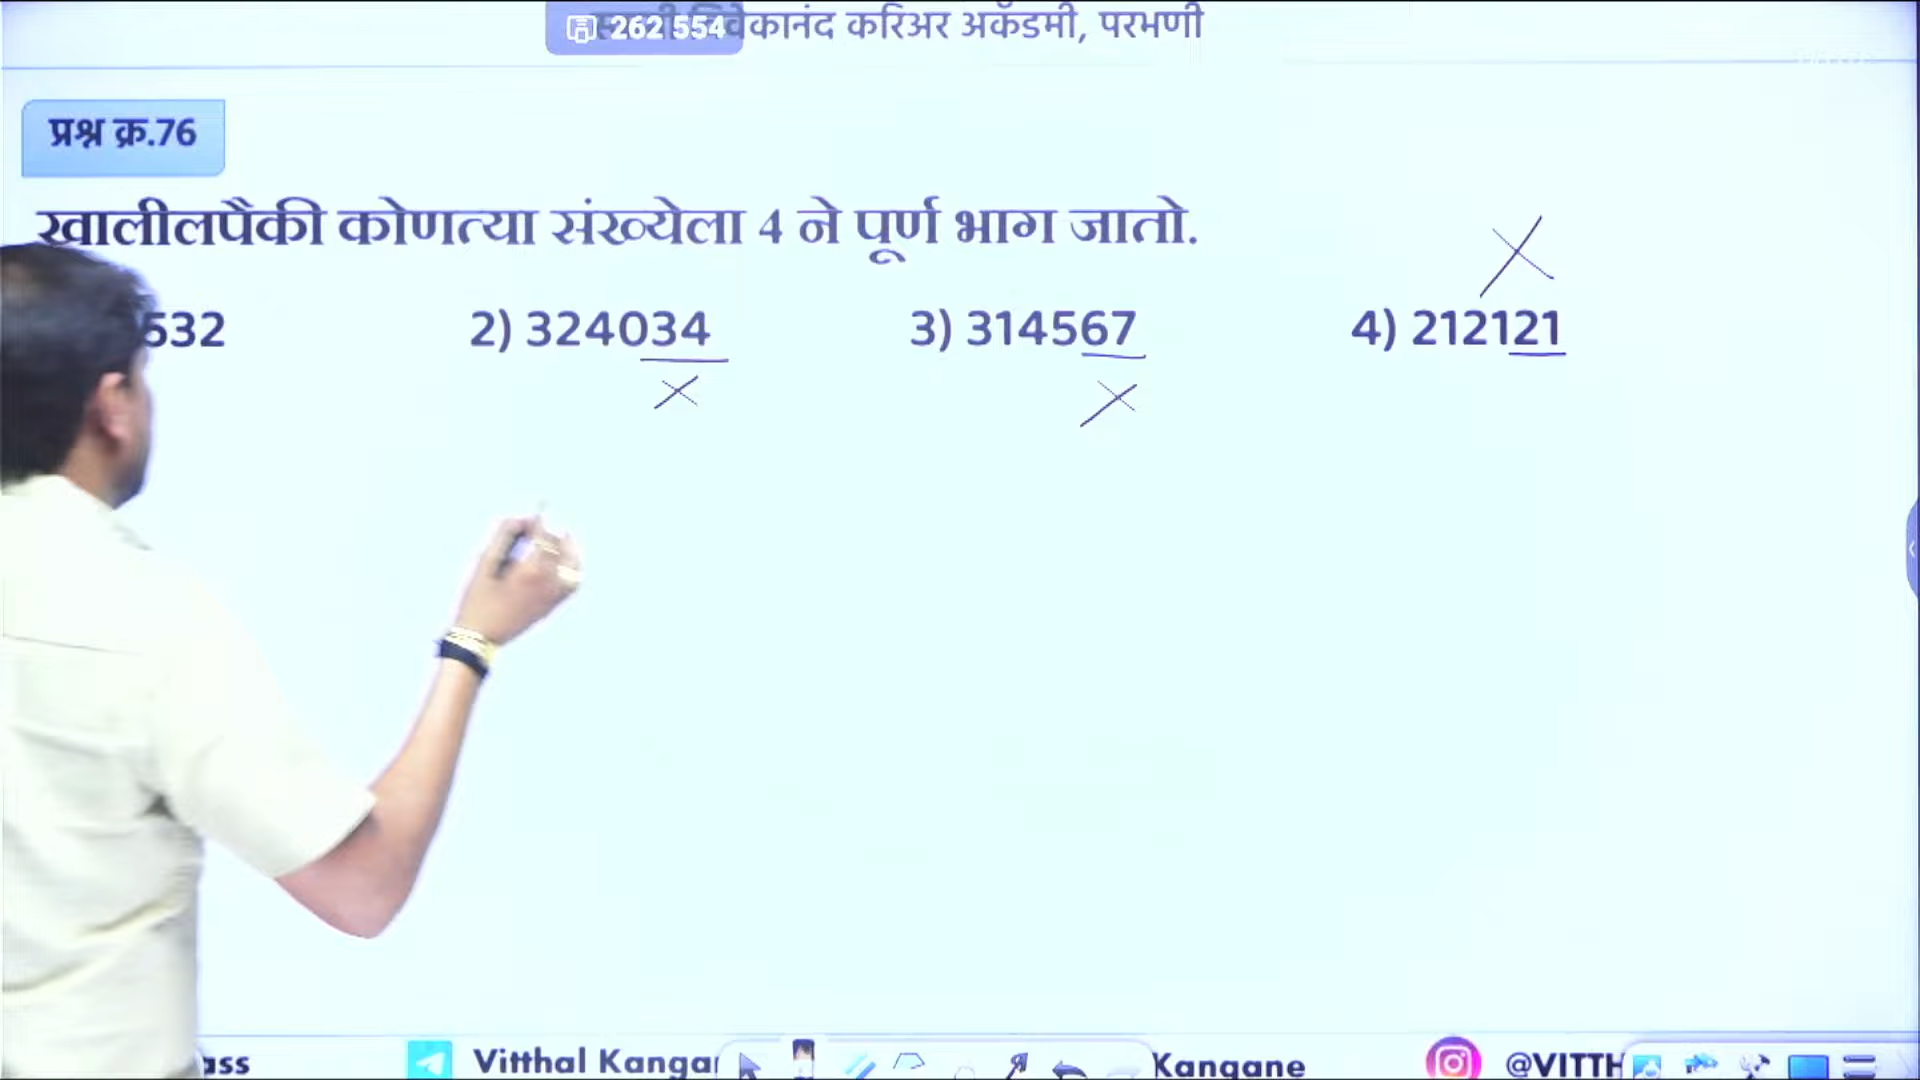 262 554 करिअर अकॅडमी, परभणी
प्रश्न क्र.76
खालीलपैकी कोणत्या संख्येला 4 ने पूर्ण भाग जातो.
532 2) 324034 3) 314567 4) 212121
Vitthal Kangane @VITTH